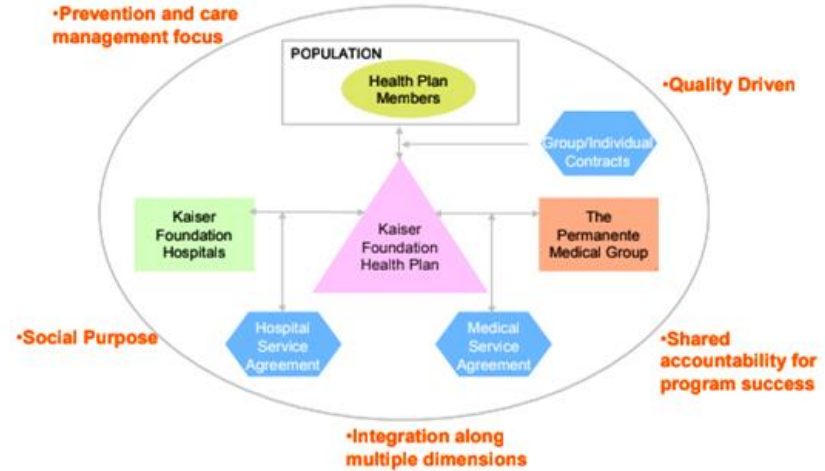 •Prevention and care
management focus
POPULATION
Health Plan
Members
•Quality Driven
Group/Individual
Contracts
Kaiser
Foundation
Hospitals
Kaiser
Foundation
Health Plan
The
Permanente
Medical Group
•Social Purpose
Hospital
Service
Agreement
Medical
Service
Agreement
•Shared
accountability for
program success
•Integration along
multiple dimensions